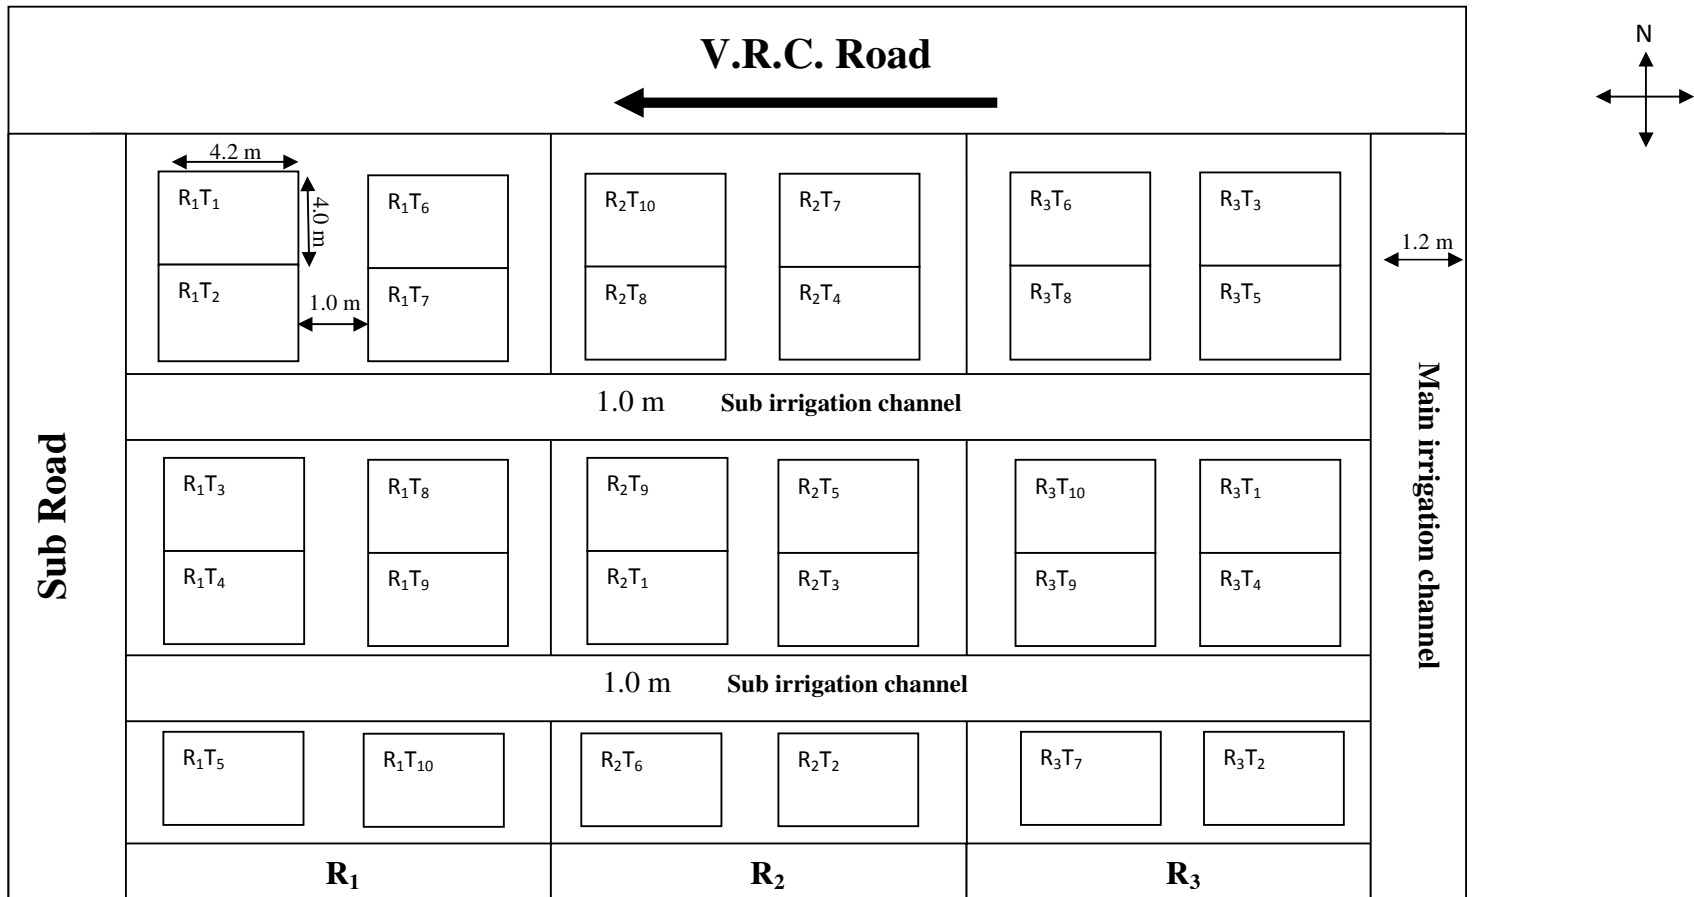 V.R.C. Road
N
4.2 m
R₁T₁
4.0 m
R₁T₆
R₂T₁₀
R₂T₇
R₃T₆
R₃T₃
1.2 m
R₁T₂
1.0 m
R₁T₇
R₂T₈
R₂T₄
R₃T₈
R₃T₅
1.0 m Sub irrigation channel
Main irrigation channel
Sub Road
R₁T₃
R₁T₈
R₂T₉
R₂T₅
R₃T₁₀
R₃T₁
R₁T₄
R₁T₉
R₂T₁
R₂T₃
R₃T₉
R₃T₄
1.0 m Sub irrigation channel
R₁T₅
R₁T₁₀
R₂T₆
R₂T₂
R₃T₇
R₃T₂
R₁
R₂
R₃